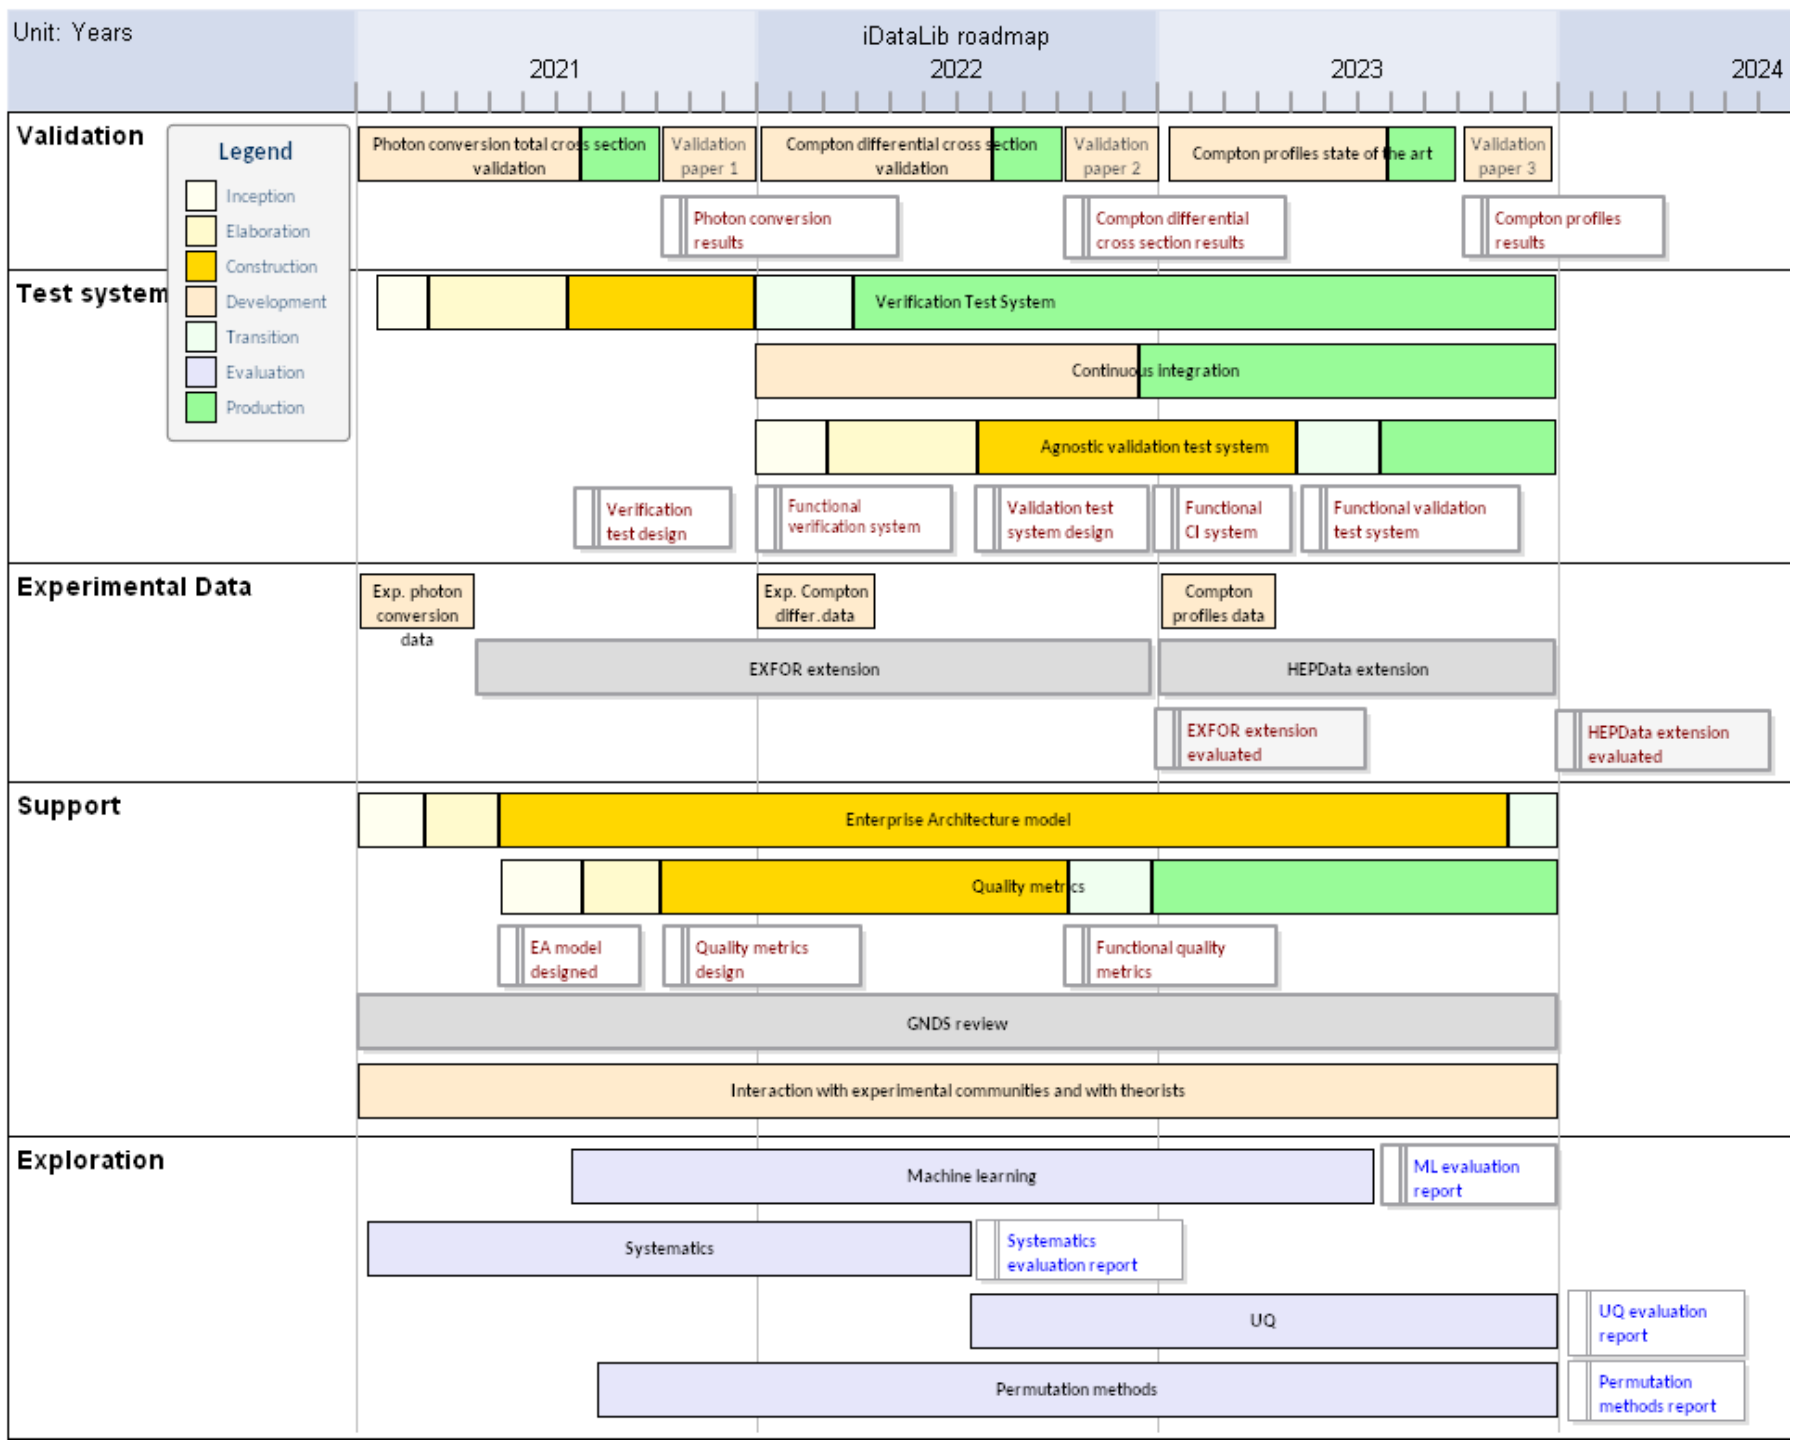 Unit: Years
iDataLib roadmap
2021
2022
2023
2024
Validation
Legend
Inception
Elaboration
Construction
Development
Transition
Evaluation
Production
Photon conversion total cross section
validation
Validation
paper 1
Compton differential cross section
validation
Validation
paper 2
Compton profiles state of the art
Validation
paper 3
Photon conversion
results
Compton differential
cross section results
Compton profiles
results
Test system
Verification Test System
Continuous integration
Agnostic validation test system
Verification
test design
Functional
verification system
Validation test
system design
Functional
CI system
Functional validation
test system
Experimental Data
Exp. photon
conversion
data
Exp. Compton
differ.data
Compton
profiles data
EXFOR extension
HEPData extension
EXFOR extension
evaluated
HEPData extension
evaluated
Support
Enterprise Architecture model
Quality metrics
EA model
designed
Quality metrics
design
Functional quality
metrics
GNDS review
Interaction with experimental communities and with theorists
Exploration
Machine learning
ML evaluation
report
Systematics
Systematics
evaluation report
UQ
UQ evaluation
report
Permutation methods
Permutation
methods report